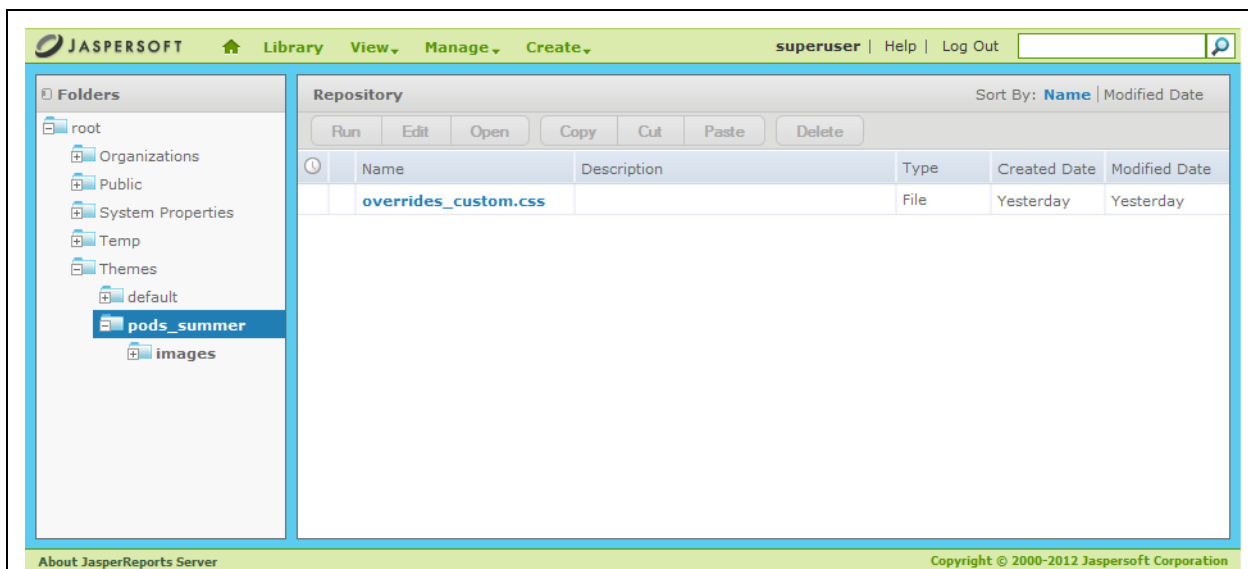 JASPERSOFT Library View Manage Create superuser | Help | Log Out
Folders
root
Organizations
Public
System Properties
Temp
Themes
default
pods_summer
images
Repository Sort By: Name | Modified Date
Run Edit Open Copy Cut Paste Delete
Name Description Type Created Date Modified Date
overrides_custom.css File Yesterday Yesterday
About JasperReports Server Copyright © 2000-2012 Jaspersoft Corporation